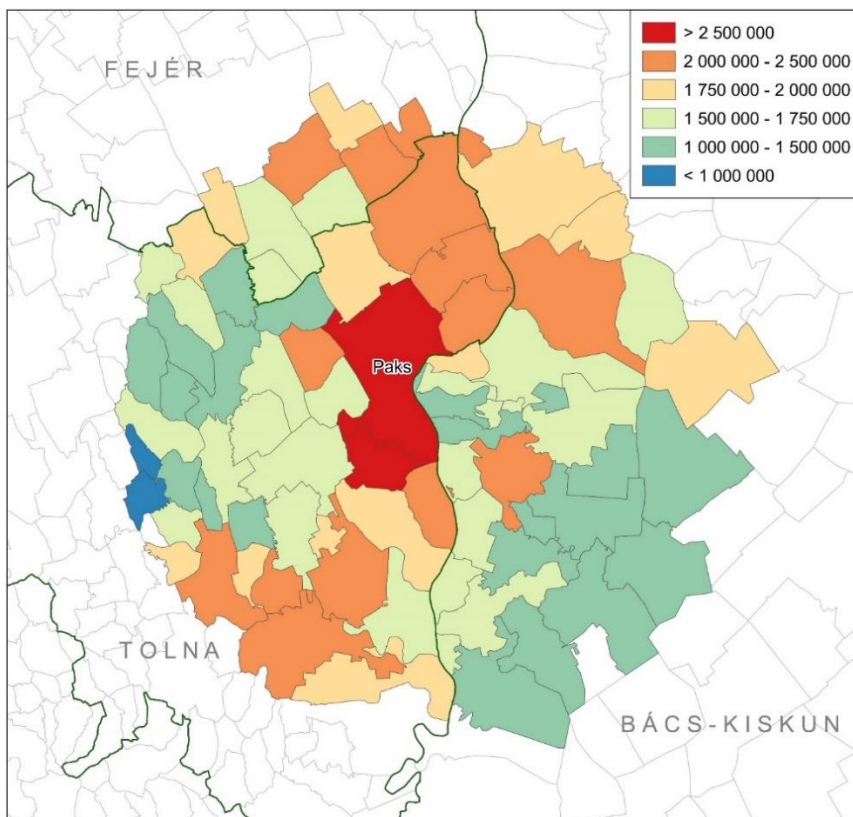 > 2 500 000
2 000 000 - 2 500 000
1 750 000 - 2 000 000
1 500 000 - 1 750 000
1 000 000 - 1 500 000
< 1 000 000
FEJÉR
Paks
TOLNA
BÁCS-KISKUN